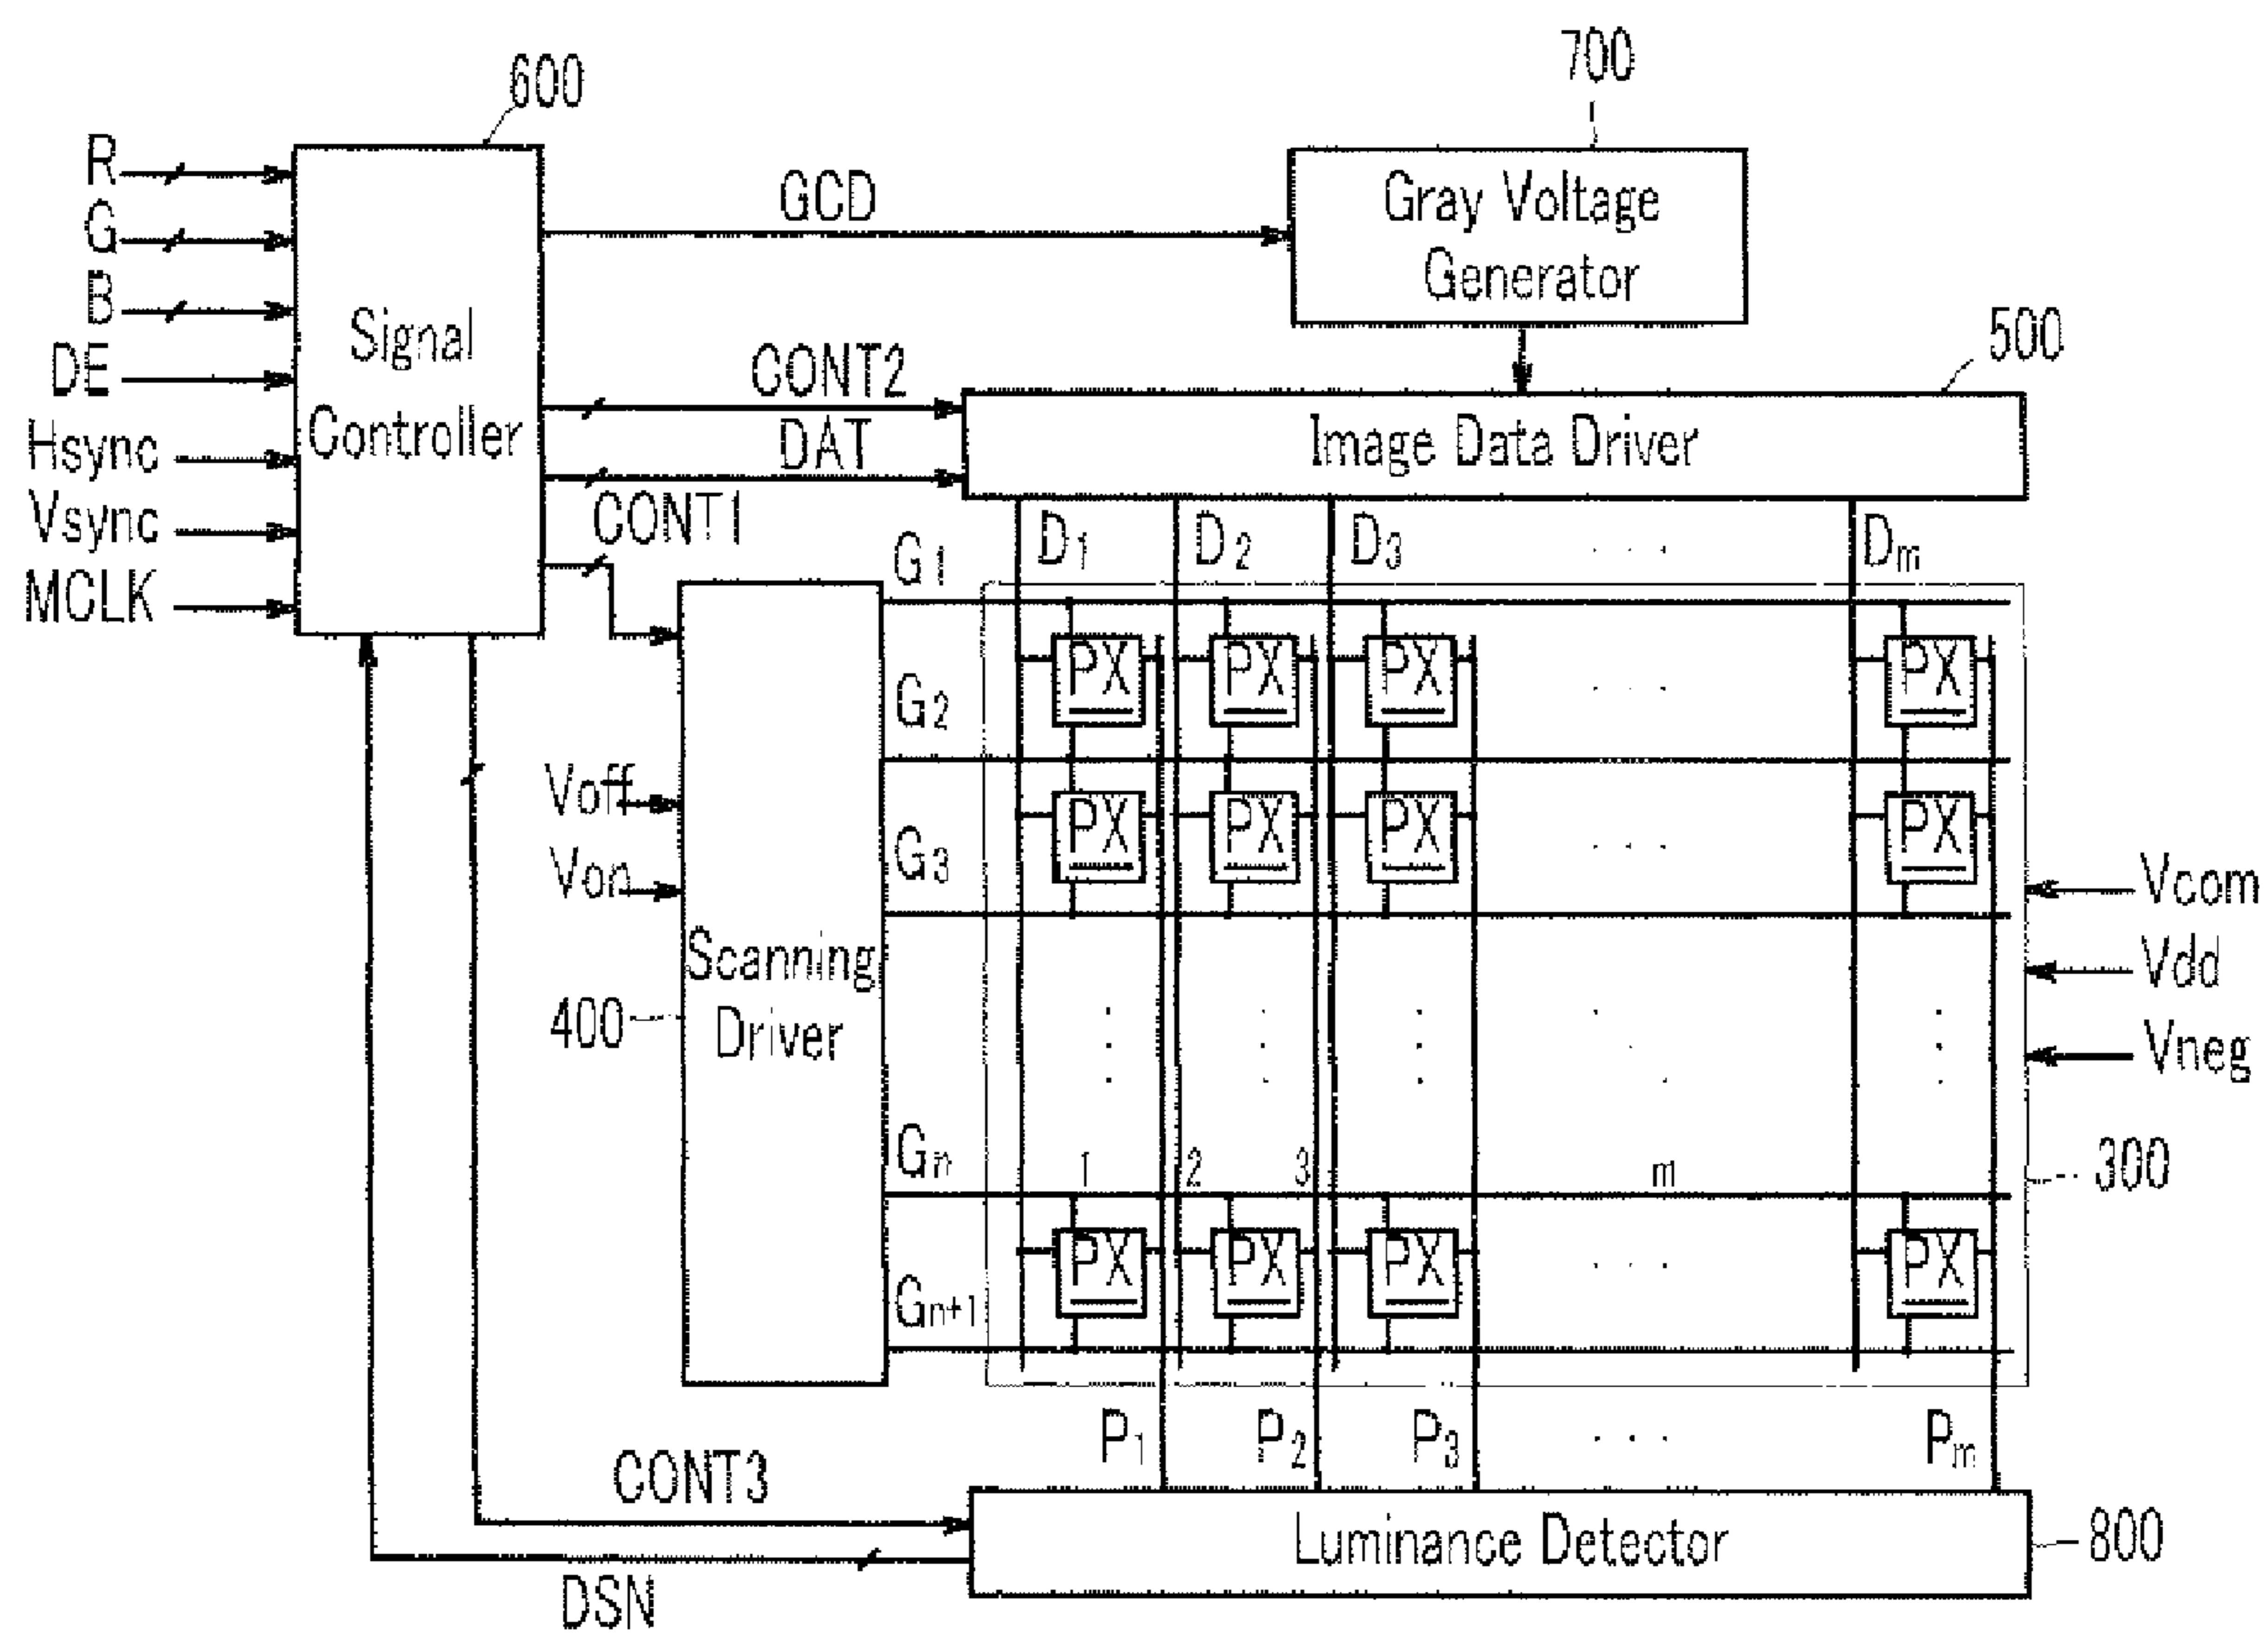 600
700
R
G
B
DE
Hsync
Vsync
MCLK
Signal
Controller
GCD
Gray Voltage
Generator
500
CONT2
DAT
Image Data Driver
CONT1
D1 D2 D3 . . . Dm
G1
PX PX PX . . . PX
G2
PX PX PX . . . PX
G3
Voff
Von
Scanning
Driver
400
Vcom
Vdd
Vneg
300
Gn 1 2 3 m
PX PX PX . . . PX
Gn+1
P1 P2 P3 . . . Pm
CONT3
Luminance Detector
800
DSN